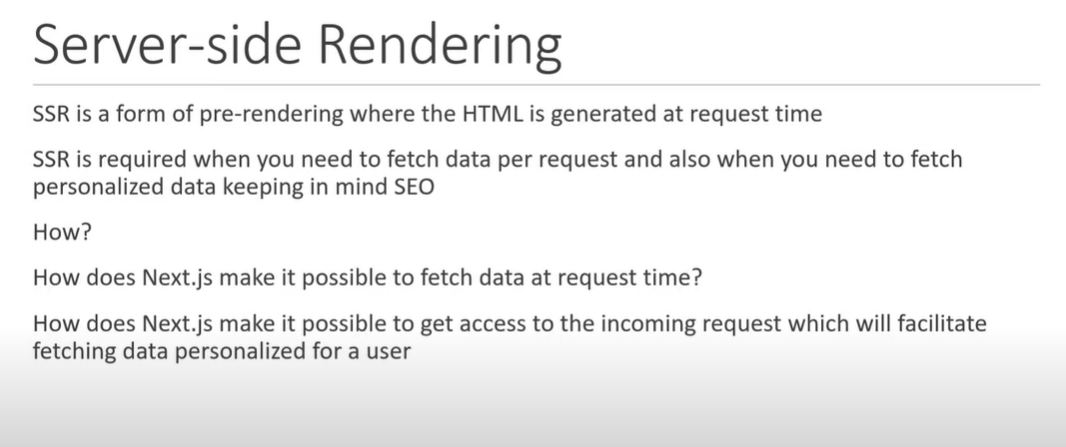 Server-side Rendering
SSR is a form of pre-rendering where the HTML is generated at request time
SSR is required when you need to fetch data per request and also when you need to fetch
personalized data keeping in mind SEO
How?
How does Next.js make it possible to fetch data at request time?
How does Next.js make it possible to get access to the incoming request which will facilitate
fetching data personalized for a user